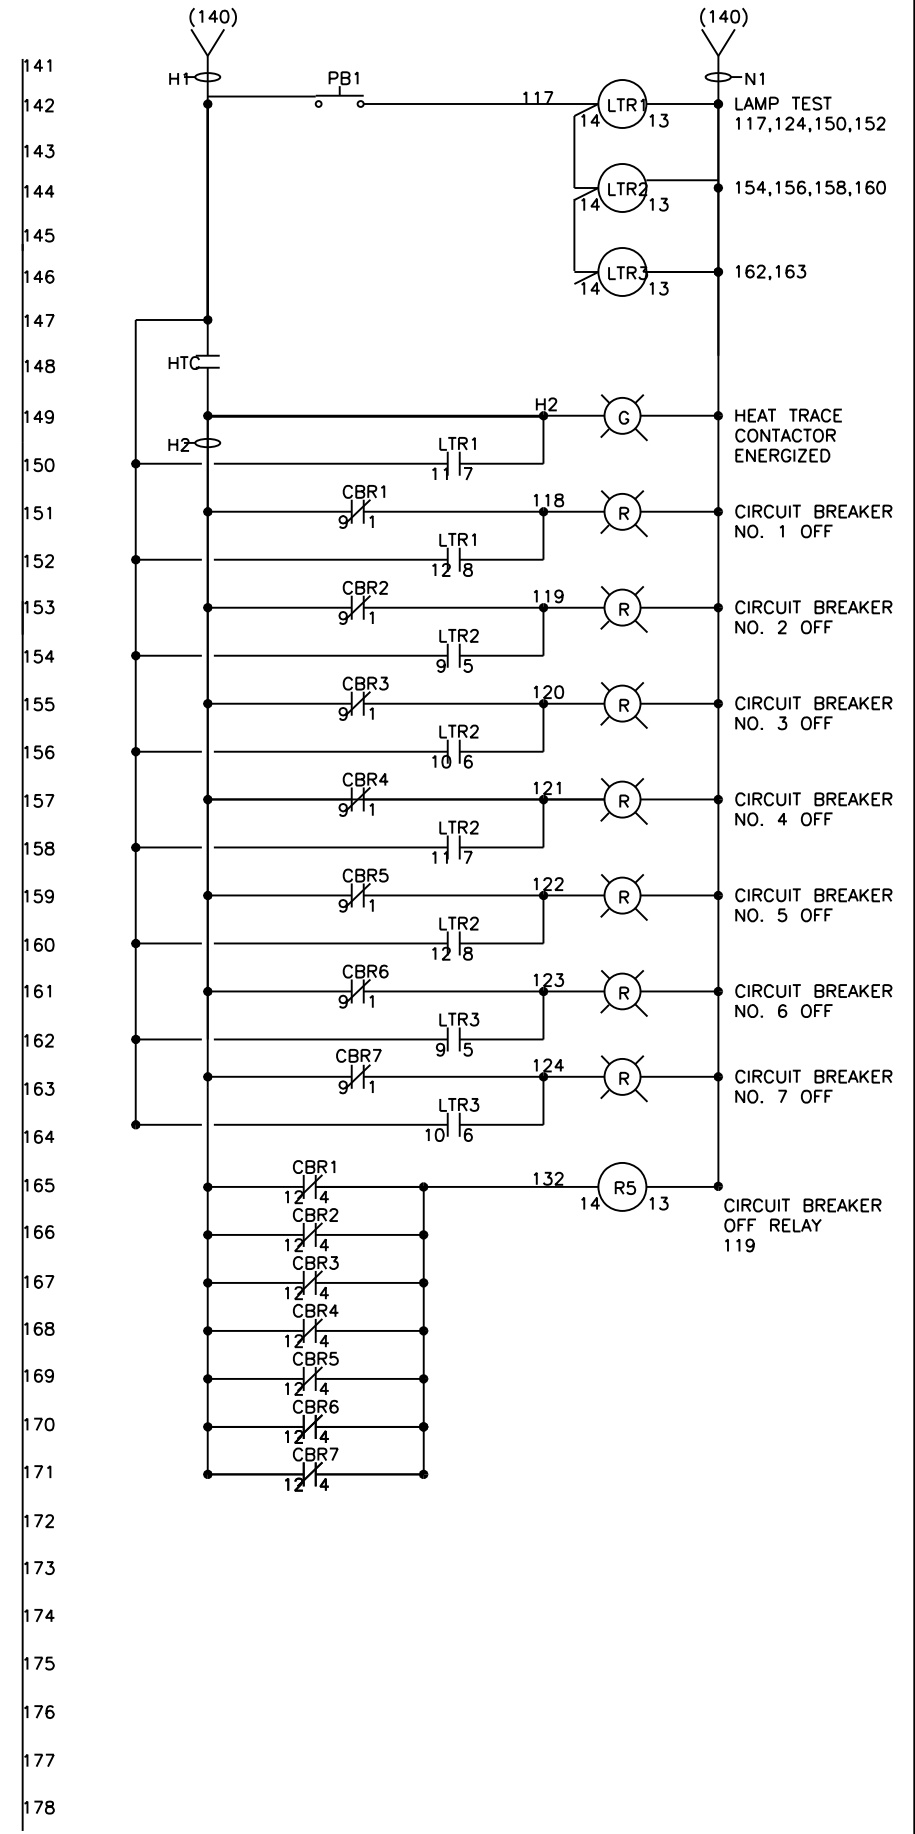 (140) (140)
141
H1 PB1 N1
142 117 LTR1 LAMP TEST
14 13 117,124,150,152
143
144 LTR2 154,156,158,160
14 13
145
146 LTR3 162,163
14 13
147
148 HTC
149 H2 G HEAT TRACE
CONTACTOR
H2 LTR1 ENERGIZED
150 11 7
CBR1 118
151 9 1 R CIRCUIT BREAKER
NO. 1 OFF
LTR1
152 12 8
CBR2 119
153 9 1 R CIRCUIT BREAKER
NO. 2 OFF
LTR2
154 9 5
CBR3 120
155 9 1 R CIRCUIT BREAKER
NO. 3 OFF
LTR2
156 10 6
CBR4 121
157 9 1 R CIRCUIT BREAKER
NO. 4 OFF
LTR2
158 11 7
CBR5 122
159 9 1 R CIRCUIT BREAKER
NO. 5 OFF
LTR2
160 12 8
CBR6 123
161 9 1 R CIRCUIT BREAKER
NO. 6 OFF
LTR3
162 9 5
CBR7 124
163 9 1 R CIRCUIT BREAKER
NO. 7 OFF
LTR3
164 10 6
CBR1 132
165 12 4 14 R5 13
CIRCUIT BREAKER
OFF RELAY
119
CBR2
166 12 4
CBR3
167 12 4
CBR4
168 12 4
CBR5
169 12 4
CBR6
170 12 4
CBR7
171 12 4
172
173
174
175
176
177
178